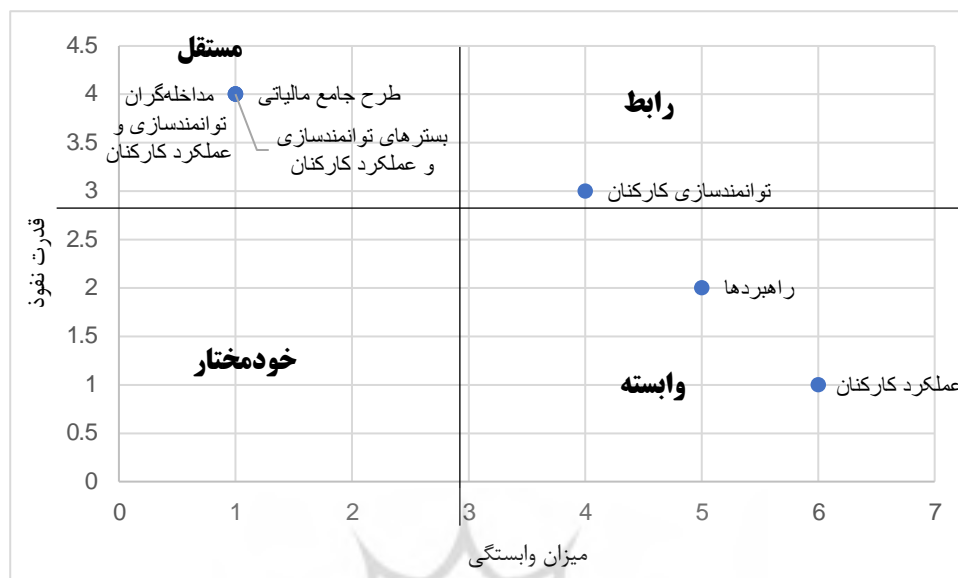 مستقل
رابط
خودمختار
وابسته
طرح جامع مالیاتی
مداخله‌گران
توانمندسازی و
عملکرد کارکنان
بسترهای توانمندسازی
و عملکرد کارکنان
توانمندسازی کارکنان
راهبردها
عملکرد کارکنان
قدرت نفوذ
4.5
4
3.5
3
2.5
2
1.5
1
0.5
0
0 1 2 3 4 5 6 7
میزان وابستگی